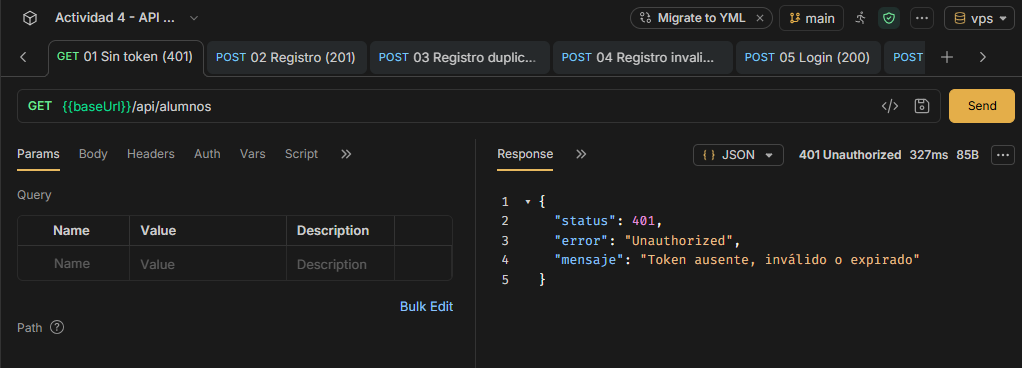 Actividad 4 - API ...
Migrate to YML
main
vps
GET 01 Sin token (401)
POST 02 Registro (201)
POST 03 Registro duplic...
POST 04 Registro invali...
POST 05 Login (200)
POST
GET {{baseUrl}}/api/alumnos
Send
Params Body Headers Auth Vars Script
Query
Name Value Description
Name Value Description
Bulk Edit
Path
Response
{ } JSON
401 Unauthorized 327ms 85B
1 {
2 "status": 401,
3 "error": "Unauthorized",
4 "mensaje": "Token ausente, inválido o expirado"
5 }